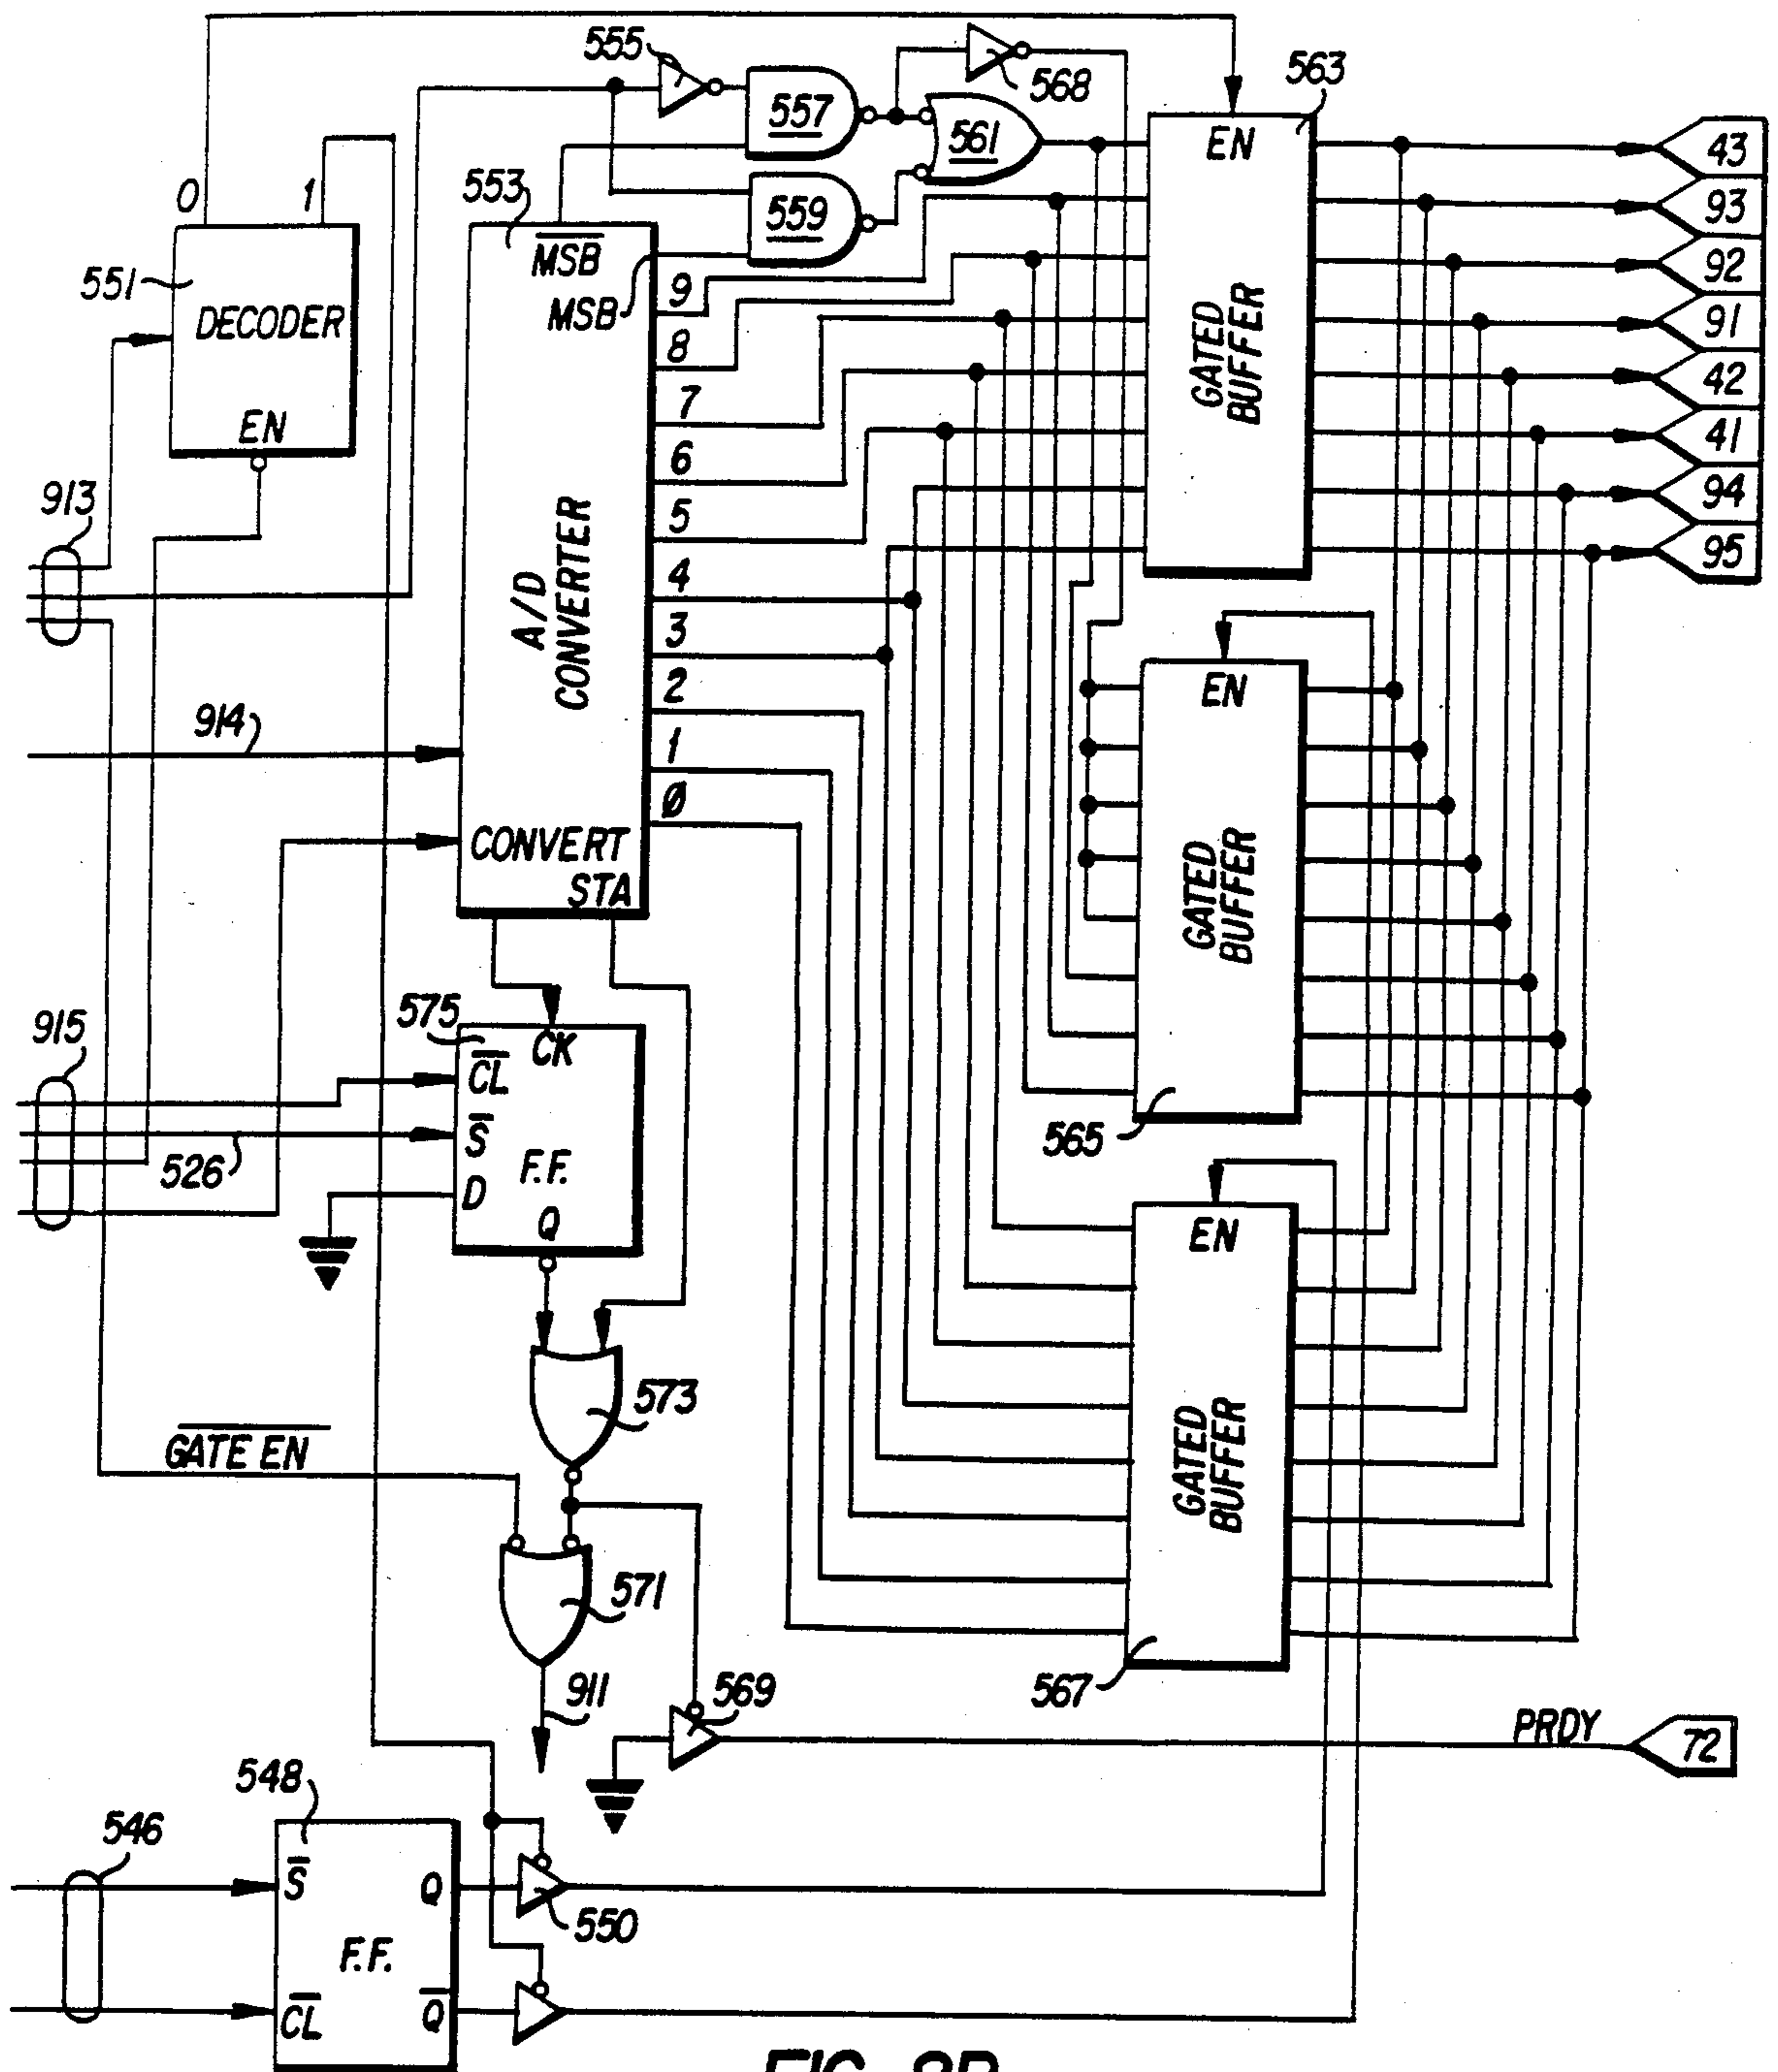 555
568
563
EN
43
93
92
91
42
41
94
95
557
561
559
0
1
553
MSB
MSB
551
DECODER
EN
9
8
7
6
5
4
3
2
1
Ø
GATED
BUFFER
A/D
CONVERTER
913
914
CONVERT
STA
EN
GATED
BUFFER
565
915
575
CK
CL
S
D
F.F.
Q
526
573
GATE EN
571
911
EN
GATED
BUFFER
567
569
PRDY
72
546
548
S
Q
F.F.
CL
Q
550